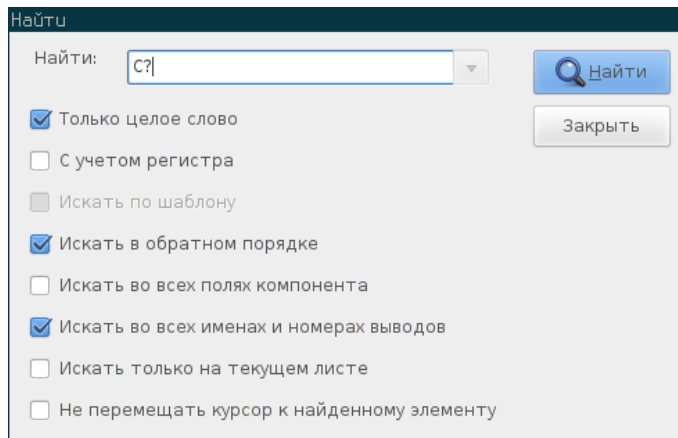 Найти
Найти: C? Найти
Только целое слово
Закрыть
С учетом регистра
Искать по шаблону
Искать в обратном порядке
Искать во всех полях компонента
Искать во всех именах и номерах выводов
Искать только на текущем листе
Не перемещать курсор к найденному элементу